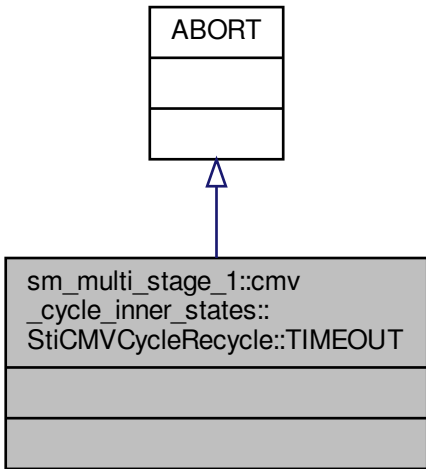 ABORT
sm_multi_stage_1::cmv
_cycle_inner_states::
StiCMVCycleRecycle::TIMEOUT